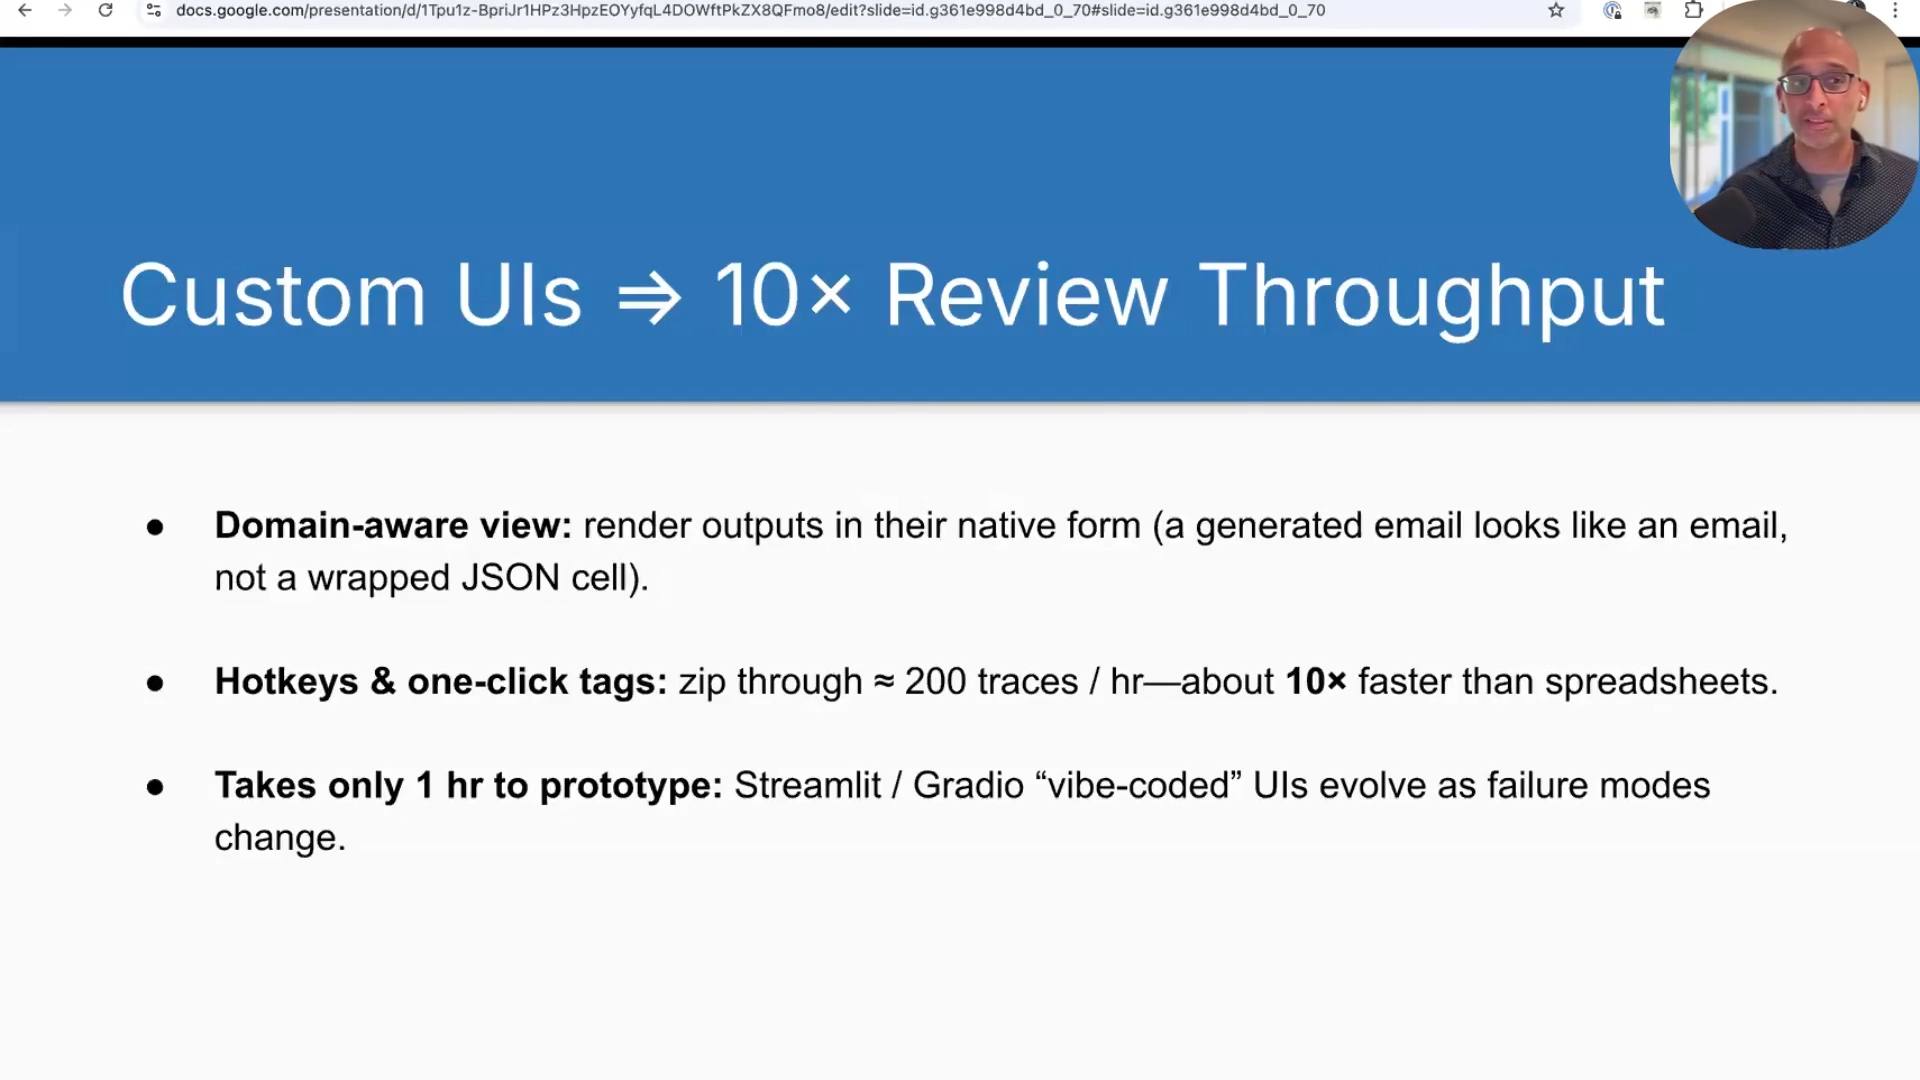 docs.google.com/presentation/d/1Tpu1z-BpriJr1HPz3HpzEOYyfqL4DOWftPkZX8QFmo8/edit?slide=id.g361e998d4bd_0_70#slide=id.g361e998d4bd_0_70
Custom UIs ⇒ 10× Review Throughput
● Domain-aware view: render outputs in their native form (a generated email looks like an email,
not a wrapped JSON cell).
● Hotkeys & one-click tags: zip through ≈ 200 traces / hr—about 10× faster than spreadsheets.
● Takes only 1 hr to prototype: Streamlit / Gradio “vibe-coded” UIs evolve as failure modes
change.